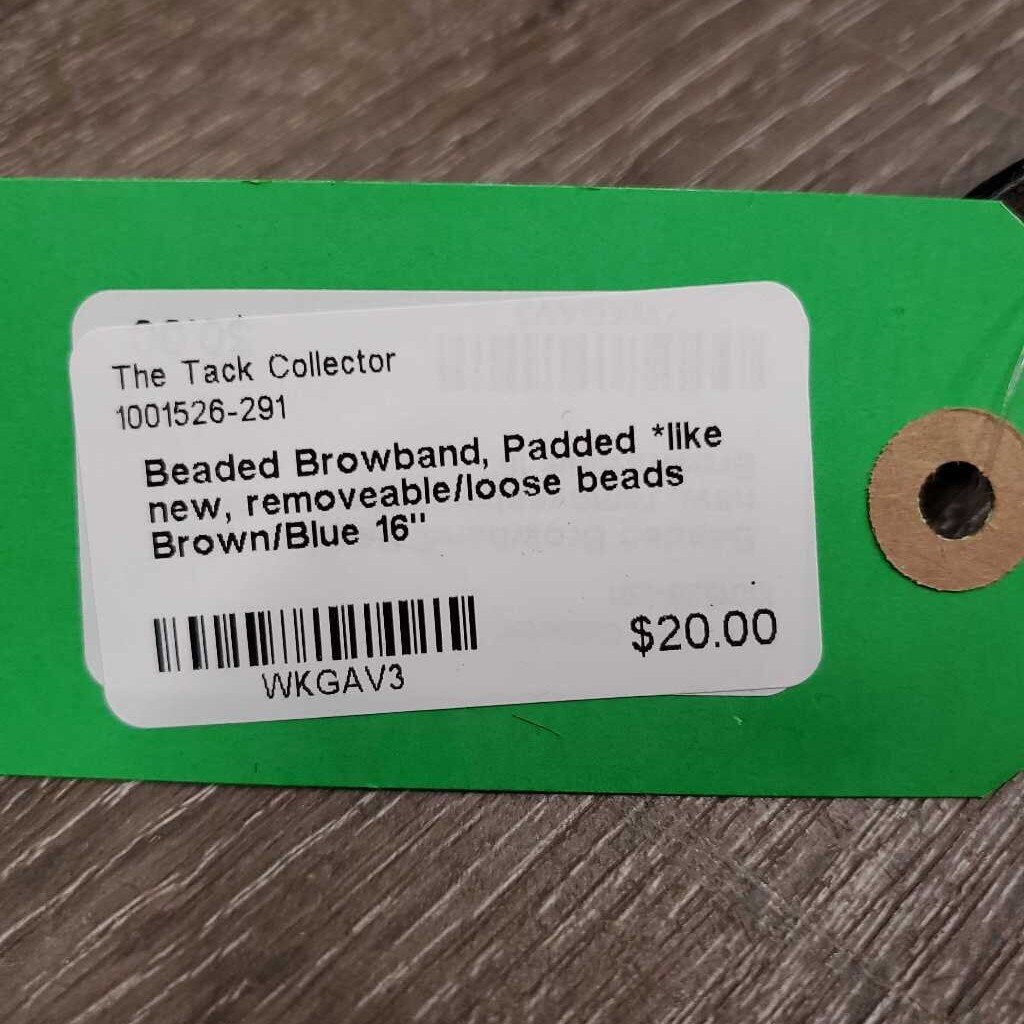 The Tack Collector
1001526-291
Beaded Browband, Padded *like
new, removeable/loose beads
Brown/Blue 16"
WKGAV3
$20.00